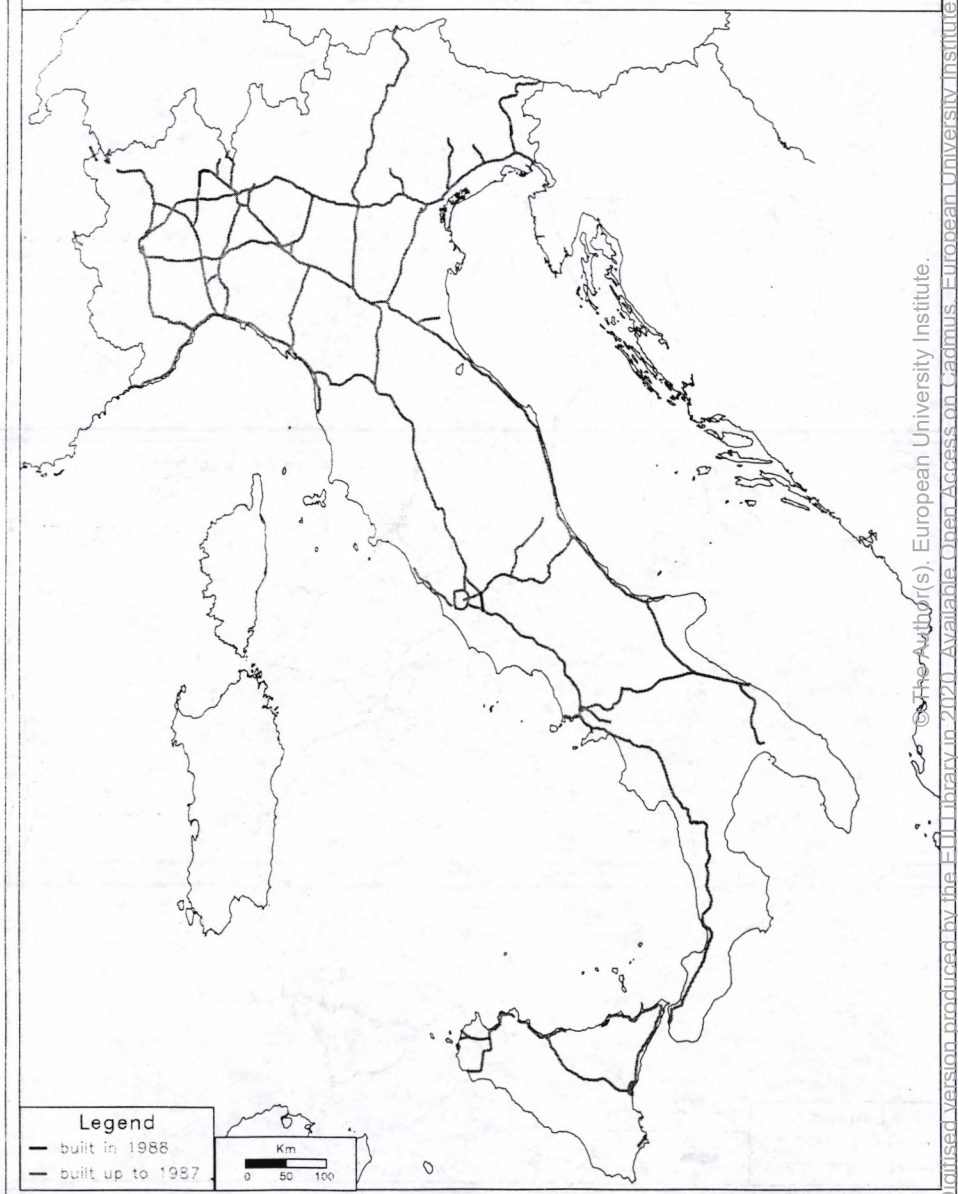 Legend
built in 1988
built up to 1987
Km
0 50 100
©The Author(s). European University Institute.
Digitised version produced by the EUI Library in 2020. Available Open Access on Cadmus, European University Institute